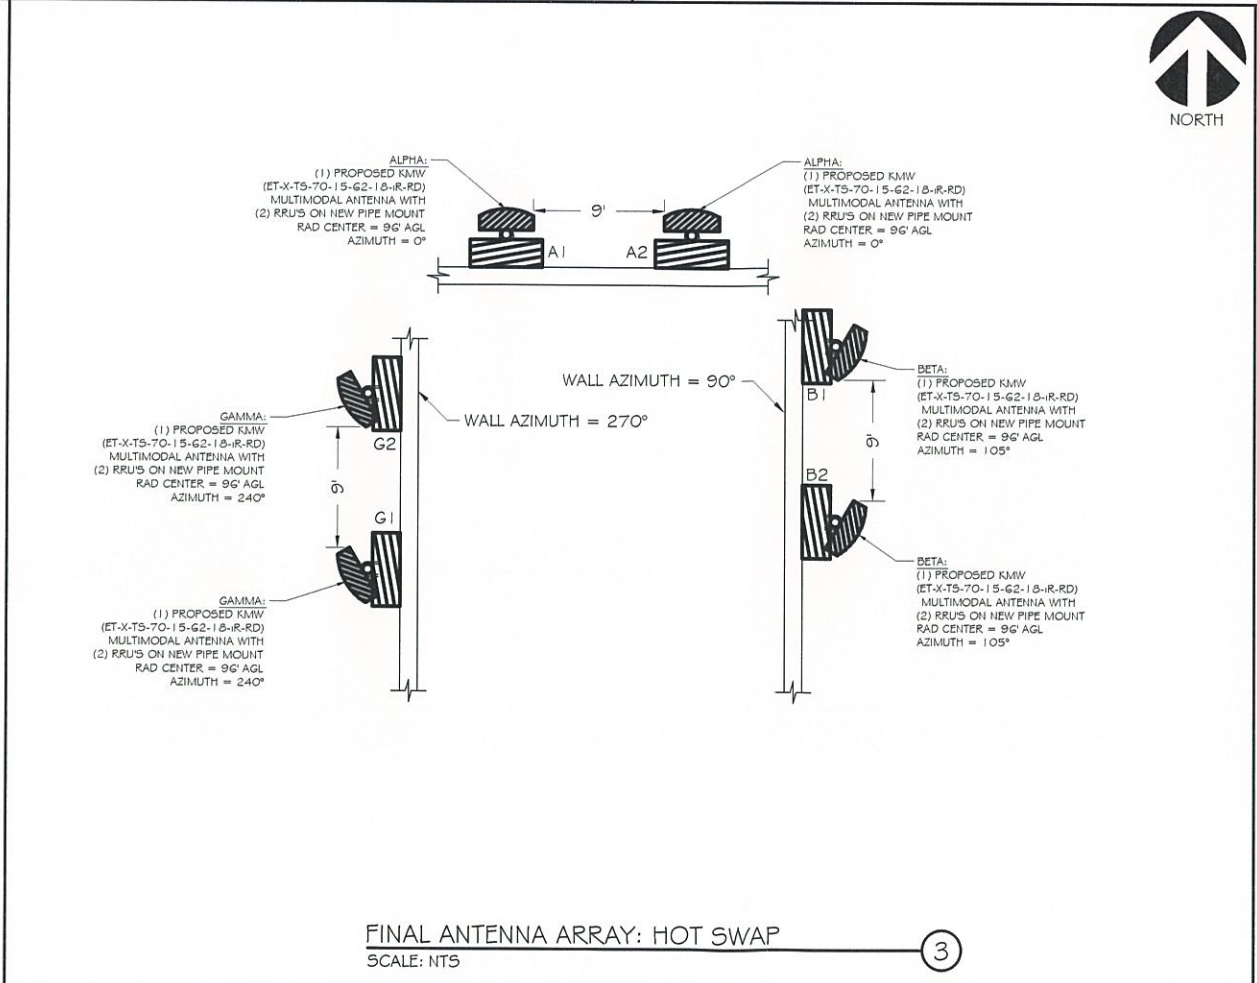 NORTH
ALPHA:
(1) PROPOSED KMW
(ET-X-TS-70-15-62-18-iR-RD)
MULTIMODAL ANTENNA WITH
(2) RRU'S ON NEW PIPE MOUNT
RAD CENTER = 96' AGL
AZIMUTH = 0°
9'
ALPHA:
(1) PROPOSED KMW
(ET-X-TS-70-15-62-18-iR-RD)
MULTIMODAL ANTENNA WITH
(2) RRU'S ON NEW PIPE MOUNT
RAD CENTER = 96' AGL
AZIMUTH = 0°
A1
A2
WALL AZIMUTH = 90°
WALL AZIMUTH = 270°
GAMMA:
(1) PROPOSED KMW
(ET-X-TS-70-15-62-18-iR-RD)
MULTIMODAL ANTENNA WITH
(2) RRU'S ON NEW PIPE MOUNT
RAD CENTER = 96' AGL
AZIMUTH = 240°
G2
9'
G1
GAMMA:
(1) PROPOSED KMW
(ET-X-TS-70-15-62-18-iR-RD)
MULTIMODAL ANTENNA WITH
(2) RRU'S ON NEW PIPE MOUNT
RAD CENTER = 96' AGL
AZIMUTH = 240°
B1
BETA:
(1) PROPOSED KMW
(ET-X-TS-70-15-62-18-iR-RD)
MULTIMODAL ANTENNA WITH
(2) RRU'S ON NEW PIPE MOUNT
RAD CENTER = 96' AGL
AZIMUTH = 105°
9'
B2
BETA:
(1) PROPOSED KMW
(ET-X-TS-70-15-62-18-iR-RD)
MULTIMODAL ANTENNA WITH
(2) RRU'S ON NEW PIPE MOUNT
RAD CENTER = 96' AGL
AZIMUTH = 105°
FINAL ANTENNA ARRAY: HOT SWAP
SCALE: NTS
3